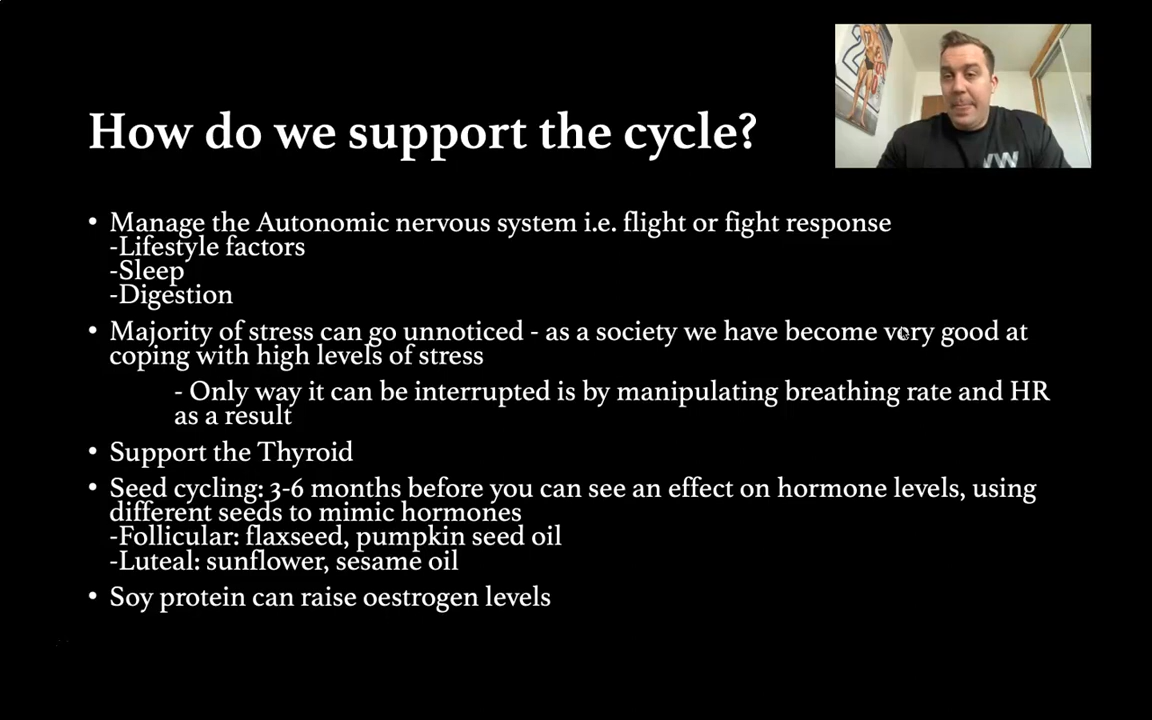 How do we support the cycle?
• Manage the Autonomic nervous system i.e. flight or fight response
-Lifestyle factors
-Sleep
-Digestion
• Majority of stress can go unnoticed - as a society we have become very good at
coping with high levels of stress
- Only way it can be interrupted is by manipulating breathing rate and HR
as a result
• Support the Thyroid
• Seed cycling: 3-6 months before you can see an effect on hormone levels, using
different seeds to mimic hormones
-Follicular: flaxseed, pumpkin seed oil
-Luteal: sunflower, sesame oil
• Soy protein can raise oestrogen levels